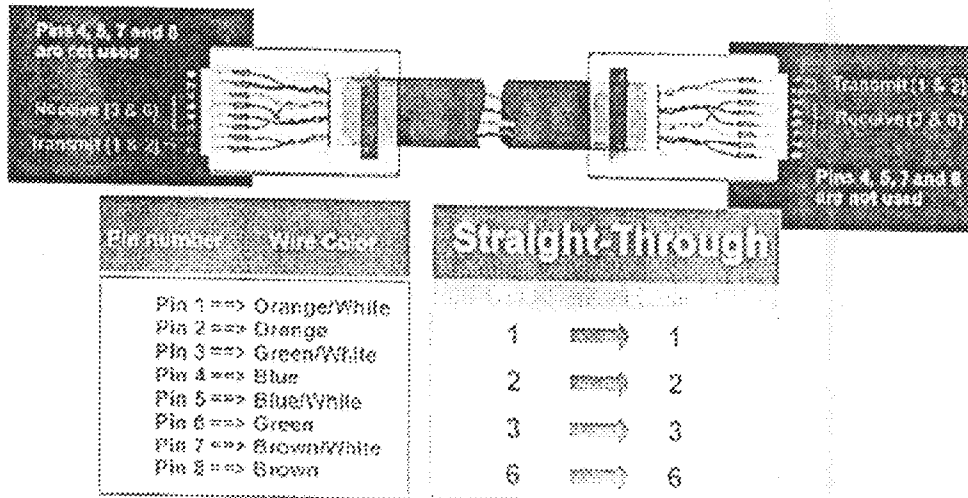 Pins 4, 5, 7 and 8
are not used
Receive (3 & 6)
Transmit (1 & 2)
Transmit (1 & 2)
Receive (3 & 6)
Pins 4, 5, 7 and 8
are not used
Pin number Wire Color
Pin 1 ==> Orange/White
Pin 2 ==> Orange
Pin 3 ==> Green/White
Pin 4 ==> Blue
Pin 5 ==> Blue/White
Pin 6 ==> Green
Pin 7 ==> Brown/White
Pin 8 ==> Brown
Straight-Through
1 1
2 2
3 3
6 6